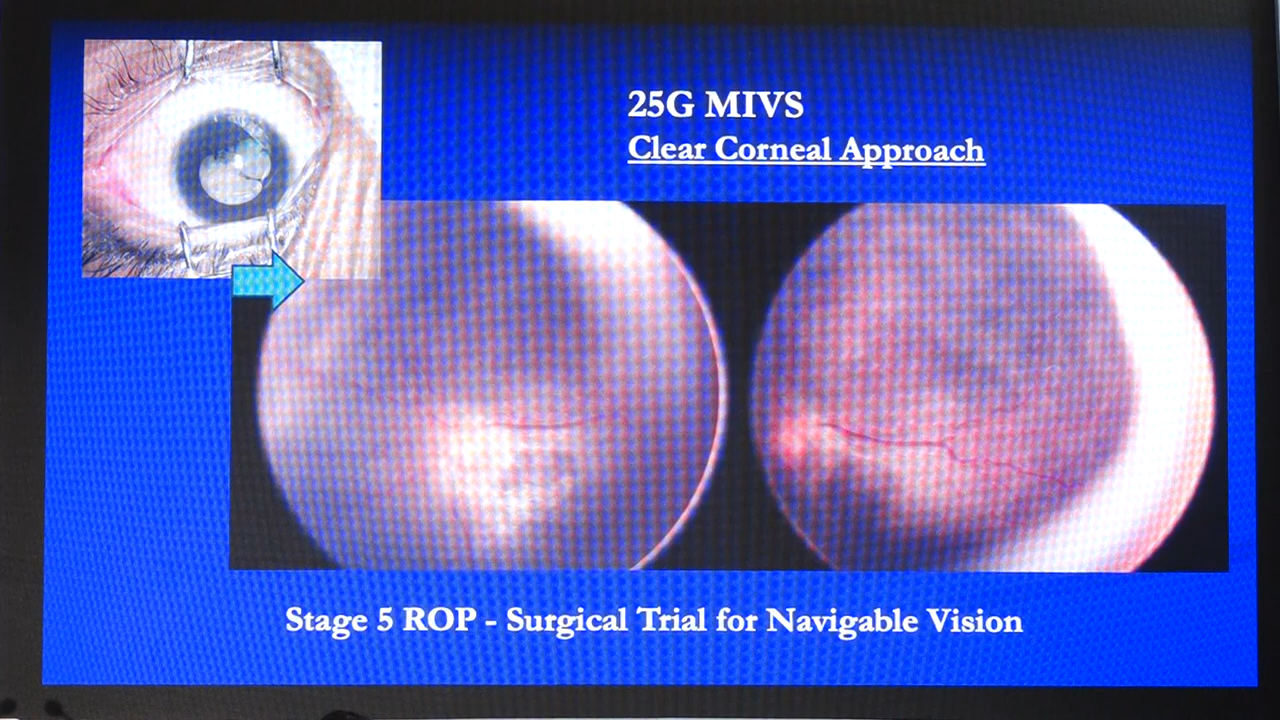 25G MIVS
Clear Corneal Approach
Stage 5 ROP - Surgical Trial for Navigable Vision